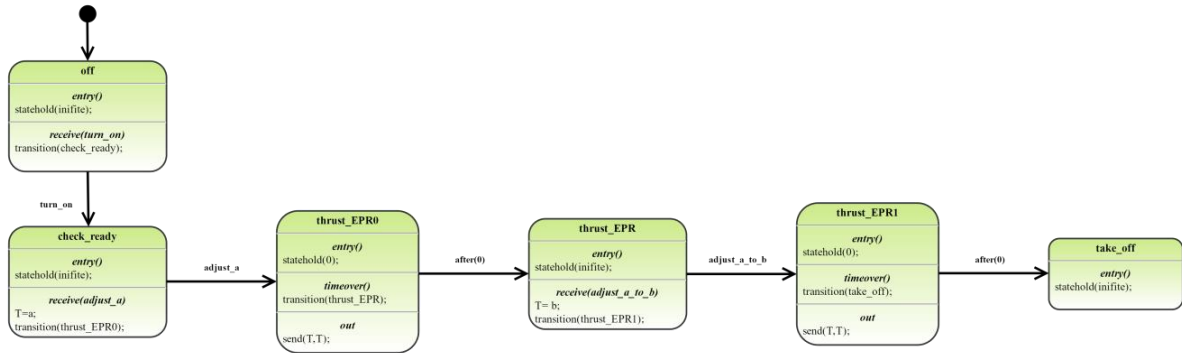 off
entry()
statehold(inifite);
receive(turn_on)
transition(check_ready);
turn_on
check_ready
entry()
statehold(inifite);
receive(adjust_a)
T=a;
transition(thrust_EPR0);
adjust_a
thrust_EPR0
entry()
statehold(0);
timeover()
transition(thrust_EPR);
out
send(T,T);
after(0)
thrust_EPR
entry()
statehold(inifite);
receive(adjust_a_to_b)
T= b;
transition(thrust_EPR1);
adjust_a_to_b
thrust_EPR1
entry()
statehold(0);
timeover()
transition(take_off);
out
send(T,T);
after(0)
take_off
entry()
statehold(inifite);